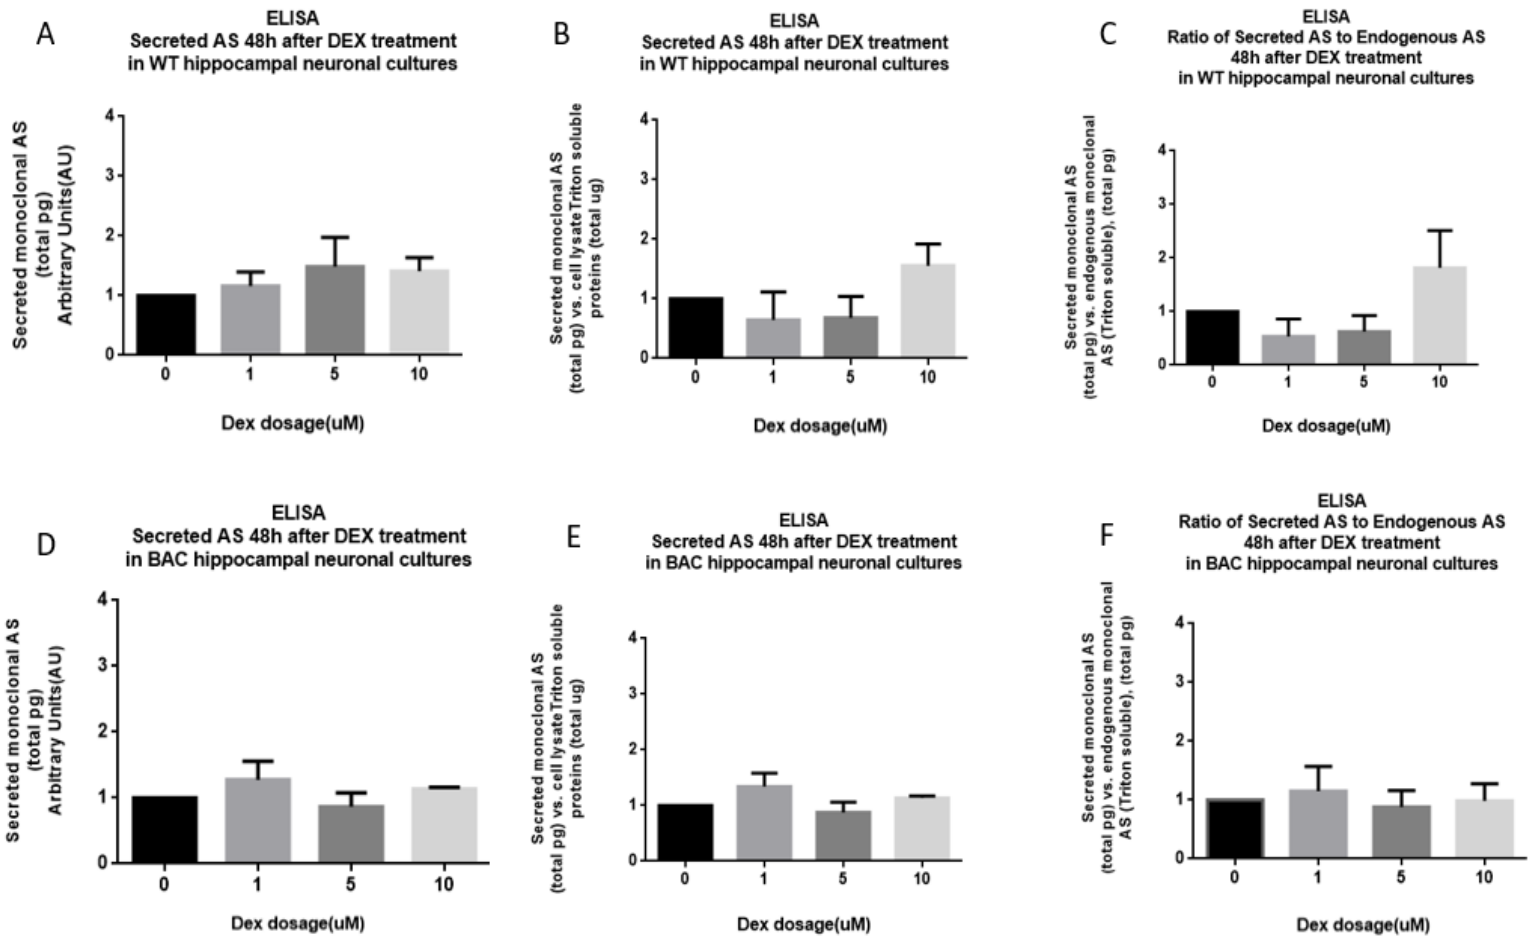 A
ELISA
Secreted AS 48h after DEX treatment
in WT hippocampal neuronal cultures
Secreted monoclonal AS
(total pg)
Arbitrary Units(AU)
4
3
2
1
0
0 1 5 10
Dex dosage(uM)
B
ELISA
Secreted AS 48h after DEX treatment
in WT hippocampal neuronal cultures
Secreted monoclonal AS
(total pg) vs. cell lysateTriton soluble
proteins (total ug)
4
3
2
1
0
0 1 5 10
Dex dosage(uM)
C
ELISA
Ratio of Secreted AS to Endogenous AS
48h after DEX treatment
in WT hippocampal neuronal cultures
Secreted monoclonal AS
(total pg) vs. endogenous monoclonal
AS (Triton soluble), (total pg)
4
3
2
1
0
0 1 5 10
Dex dosage(uM)
D
ELISA
Secreted AS 48h after DEX treatment
in BAC hippocampal neuronal cultures
Secreted monoclonal AS
(total pg)
Arbitrary Units(AU)
4
3
2
1
0
0 1 5 10
Dex dosage(uM)
E
ELISA
Secreted AS 48h after DEX treatment
in BAC hippocampal neuronal cultures
Secreted monoclonal AS
(total pg) vs. cell lysateTriton soluble
proteins (total ug)
4
3
2
1
0
0 1 5 10
Dex dosage(uM)
F
ELISA
Ratio of Secreted AS to Endogenous AS
48h after DEX treatment
in BAC hippocampal neuronal cultures
Secreted monoclonal AS
(total pg) vs. endogenous monoclonal
AS (Triton soluble), (total pg)
4
3
2
1
0
0 1 5 10
Dex dosage(uM)